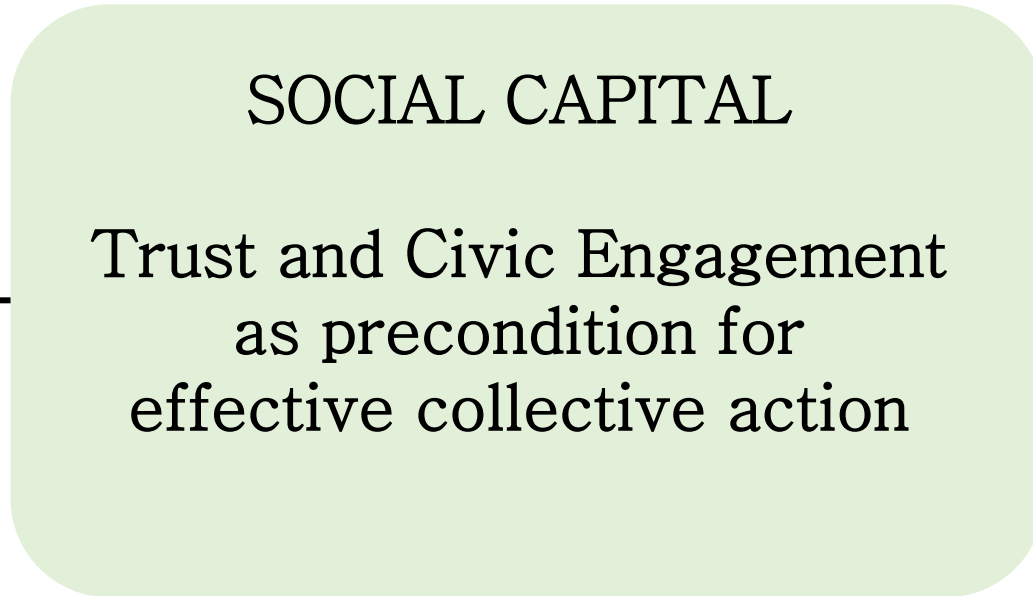 SOCIAL CAPITAL
Trust and Civic Engagement
as precondition for
effective collective action